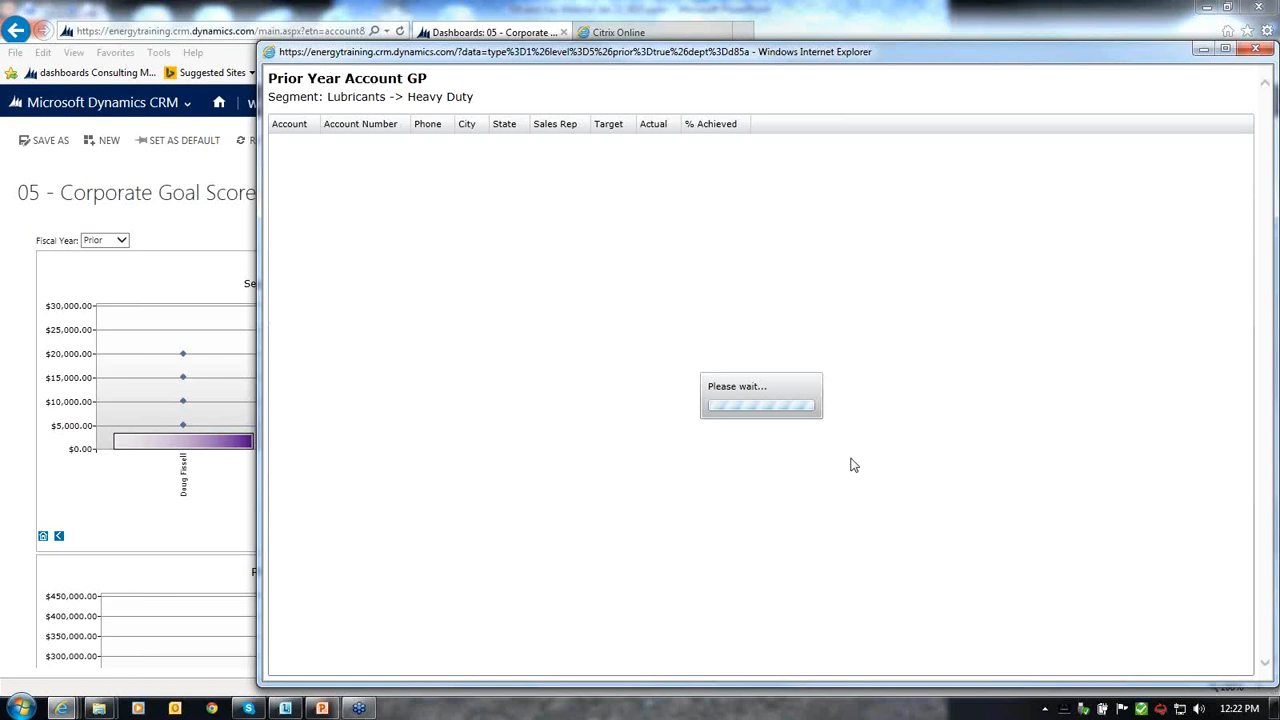 https://energytraining.crm.dynamics.com/main.aspx?etn=account8
Dashboards: 05 - Corporate ...
Citrix Online
File Edit View Favorites Tools Help
dashboards Consulting M...
Suggested Sites
https://energytraining.crm.dynamics.com/?data=type%3D1%26level%3D5%26prior%3Dtrue%26dept%3Dd85a - Windows Internet Explorer
Microsoft Dynamics CRM
SAVE AS
NEW
SET AS DEFAULT
05 - Corporate Goal Score
Fiscal Year: Prior
$30,000.00
$25,000.00
$20,000.00
$15,000.00
$10,000.00
$5,000.00
$0.00
Doug Fissell
$450,000.00
$400,000.00
$350,000.00
$300,000.00
Prior Year Account GP
Segment: Lubricants -> Heavy Duty
Account Account Number Phone City State Sales Rep Target Actual % Achieved
Please wait...
12:22 PM